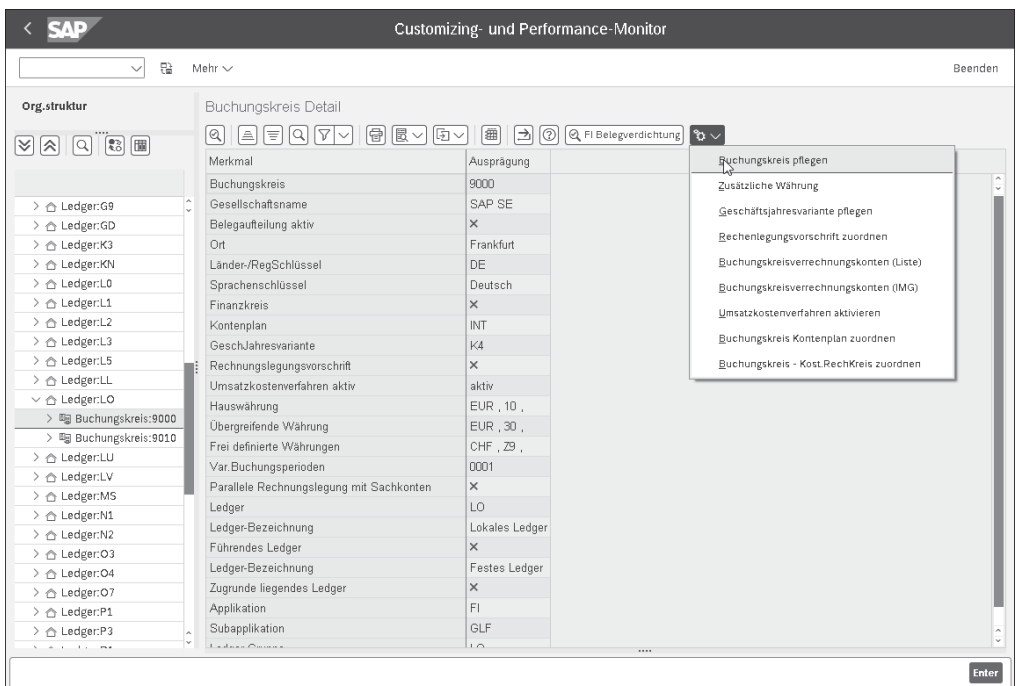 SAP Customizing- und Performance-Monitor
Mehr Beenden
Org.struktur
Ledger:G9
Ledger:GD
Ledger:K3
Ledger:KN
Ledger:L0
Ledger:L1
Ledger:L2
Ledger:L3
Ledger:L5
Ledger:LL
Ledger:LO
Buchungskreis:9000
Buchungskreis:9010
Ledger:LU
Ledger:LV
Ledger:MS
Ledger:N1
Ledger:N2
Ledger:O3
Ledger:O4
Ledger:O7
Ledger:P1
Ledger:P3
Buchungskreis Detail
FI Belegverdichtung
Merkmal Ausprägung
Buchungskreis 9000
Gesellschaftsname SAP SE
Belegaufteilung aktiv ×
Ort Frankfurt
Länder-/RegSchlüssel DE
Sprachenschlüssel Deutsch
Finanzkreis ×
Kontenplan INT
GeschJahresvariante K4
Rechnungslegungsvorschrift ×
Umsatzkostenverfahren aktiv aktiv
Hauswährung EUR , 10 ,
Übergreifende Währung EUR , 30 ,
Frei definierte Währungen CHF , Z9 ,
Var.Buchungsperioden 0001
Parallele Rechnungslegung mit Sachkonten ×
Ledger LO
Ledger-Bezeichnung Lokales Ledger
Führendes Ledger ×
Ledger-Bezeichnung Festes Ledger
Zugrunde liegendes Ledger ×
Applikation FI
Subapplikation GLF
Buchungskreis pflegen
Zusätzliche Währung
Geschäftsjahresvariante pflegen
Rechenlegungsvorschrift zuordnen
Buchungskreisverrechnungskonten (Liste)
Buchungskreisverrechnungskonten (IMG)
Umsatzkostenverfahren aktivieren
Buchungskreis Kontenplan zuordnen
Buchungskreis - Kost.RechKreis zuordnen
Enter